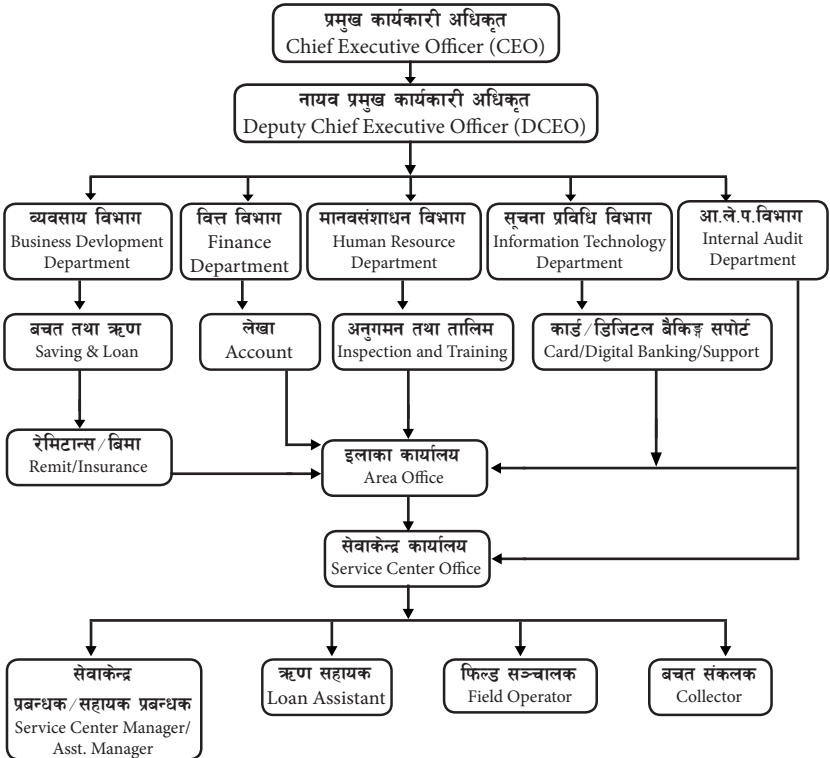 प्रमुख कार्यकारी अधिकृत
Chief Executive Officer (CEO)
नायव प्रमुख कार्यकारी अधिकृत
Deputy Chief Executive Officer (DCEO)
व्यवसाय विभाग
Business Devlopment
Department
वित्त विभाग
Finance
Department
मानवसंशाधन विभाग
Human Resource
Department
सूचना प्रविधि विभाग
Information Technology
Department
आ.ले.प.विभाग
Internal Audit
Department
बचत तथा ऋण
Saving & Loan
लेखा
Account
अनुगमन तथा तालिम
Inspection and Training
कार्ड/डिजिटल बैकिङ्ग सपोर्ट
Card/Digital Banking/Support
रेमिटान्स/बिमा
Remit/Insurance
इलाका कार्यालय
Area Office
सेवाकेन्द्र कार्यालय
Service Center Office
सेवाकेन्द्र
प्रबन्धक/सहायक प्रबन्धक
Service Center Manager/
Asst. Manager
ऋण सहायक
Loan Assistant
फिल्ड सञ्चालक
Field Operator
बचत संकलक
Collector